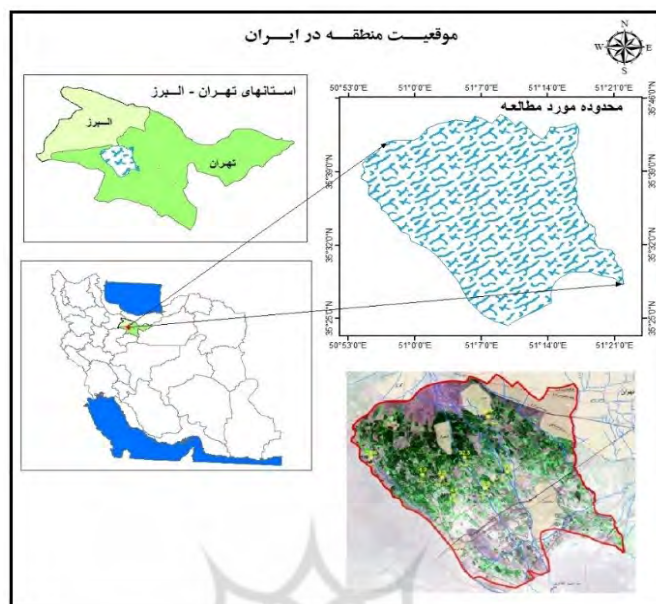 موقعیت منطقه در ایران
N
W E
S
استانهای تهران - البرز
البرز
تهران
50°53'0"E 51°0'0"E 51°7'0"E 51°14'0"E 51°21'0"E
محدوده مورد مطالعه
35°46'0"N
35°39'0"N 35°39'0"N
35°32'0"N 35°32'0"N
35°25'0"N 35°25'0"N
50°53'0"E 51°0'0"E 51°7'0"E 51°14'0"E 51°21'0"E
تهران